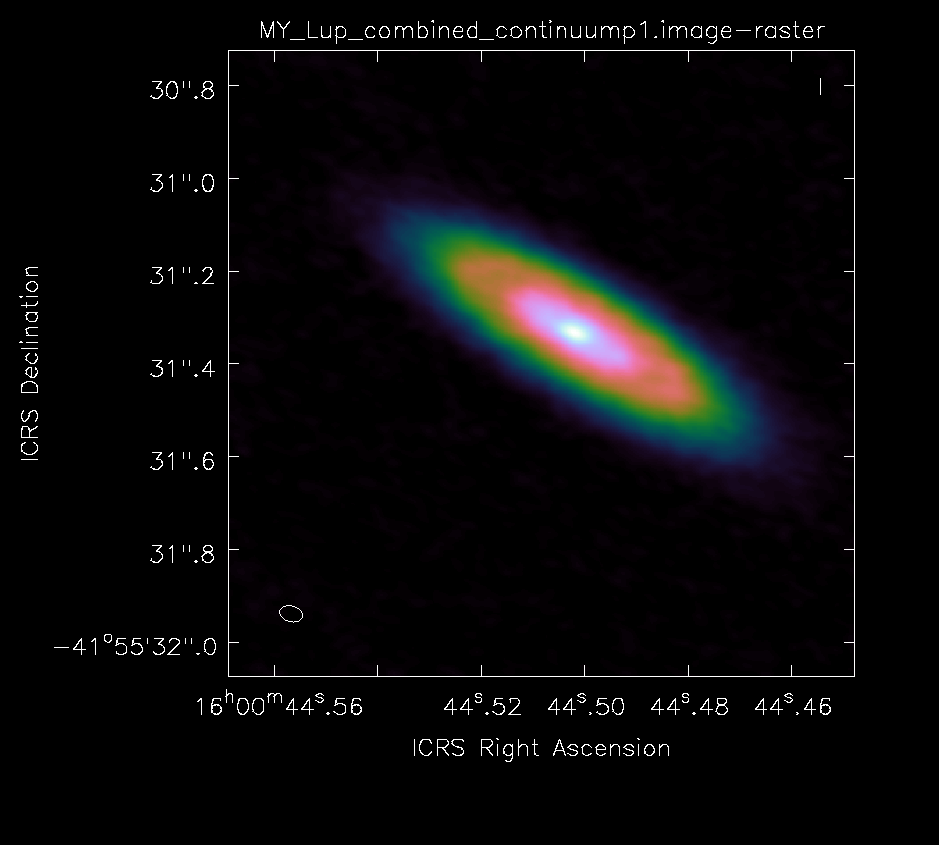 MY_Lup_combined_continuump1.image-raster
30".8
31".0
31".2
31".4
31".6
31".8
-41°55'32".0
ICRS Declination
16ʰ00ᵐ44ˢ.56
44ˢ.52
44ˢ.50
44ˢ.48
44ˢ.46
ICRS Right Ascension